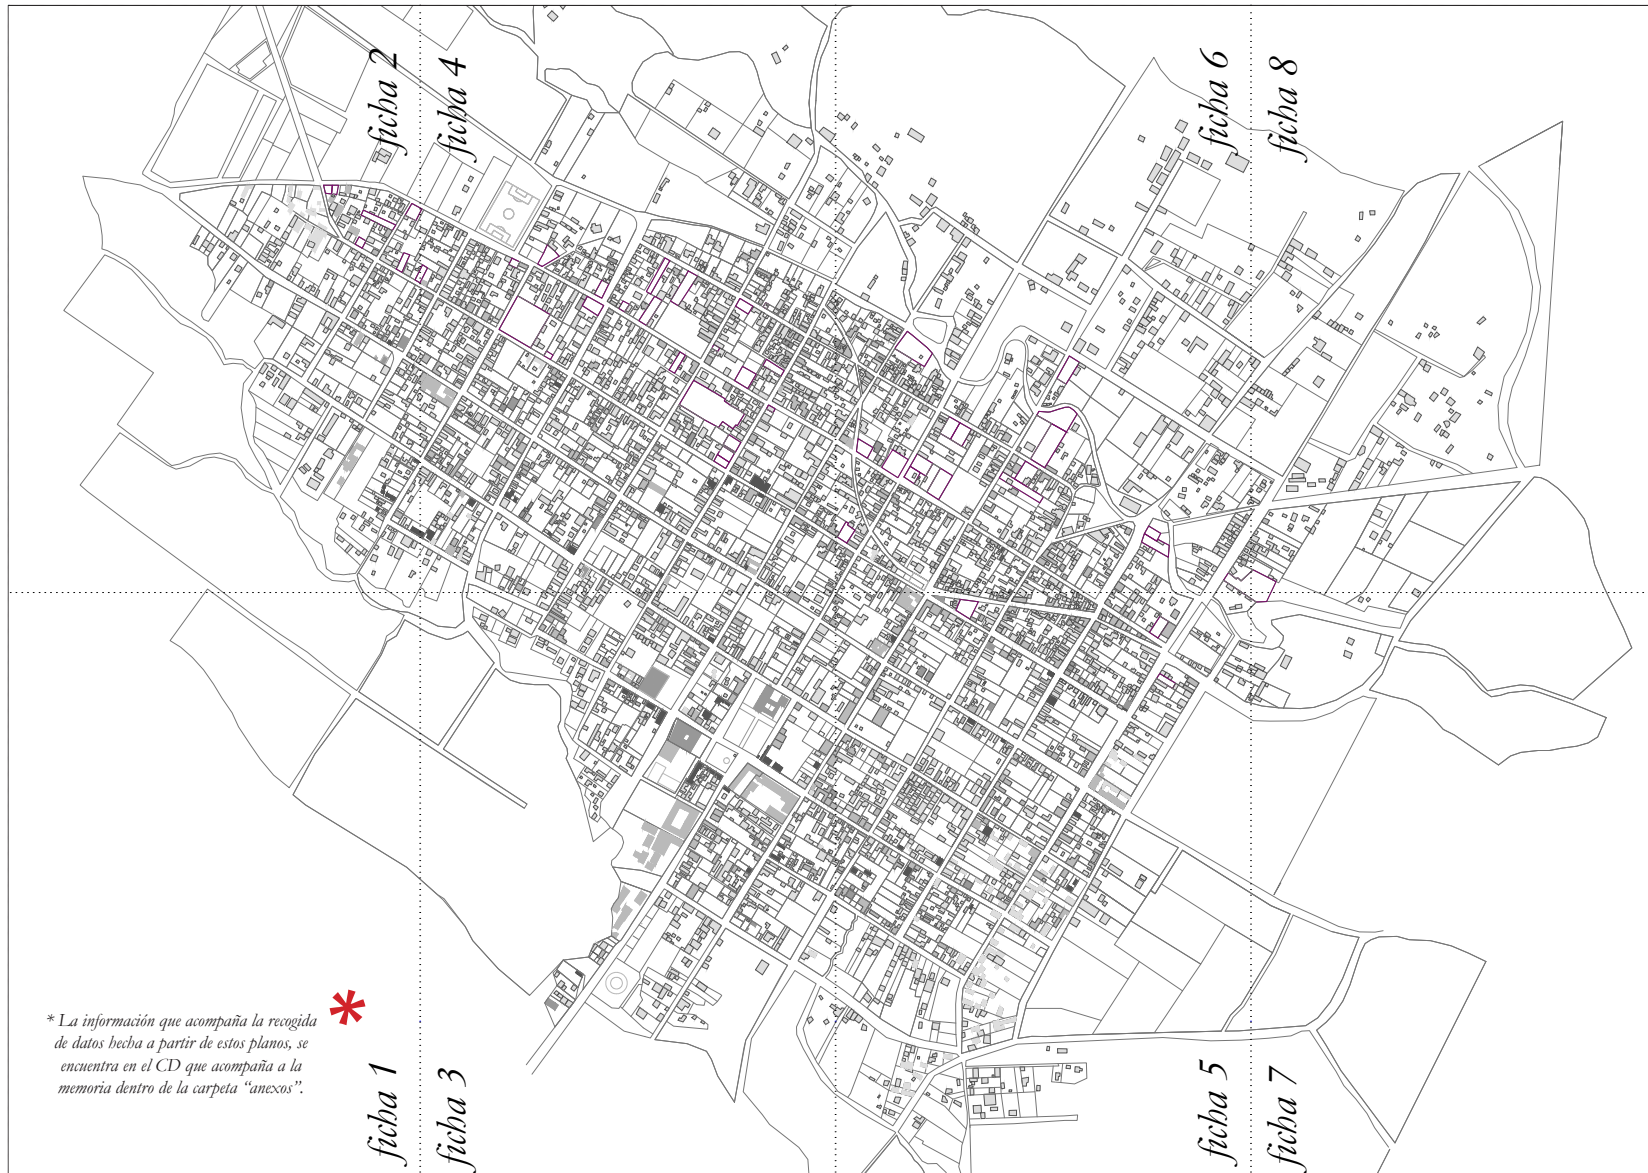 ficha 2
ficha 4
ficha 6
ficha 8
* La información que acompaña la recogida
de datos hecha a partir de estos planos, se
encuentra en el CD que acompaña a la
memoria dentro de la carpeta “anexos”.
*
ficha 1
ficha 3
ficha 5
ficha 7